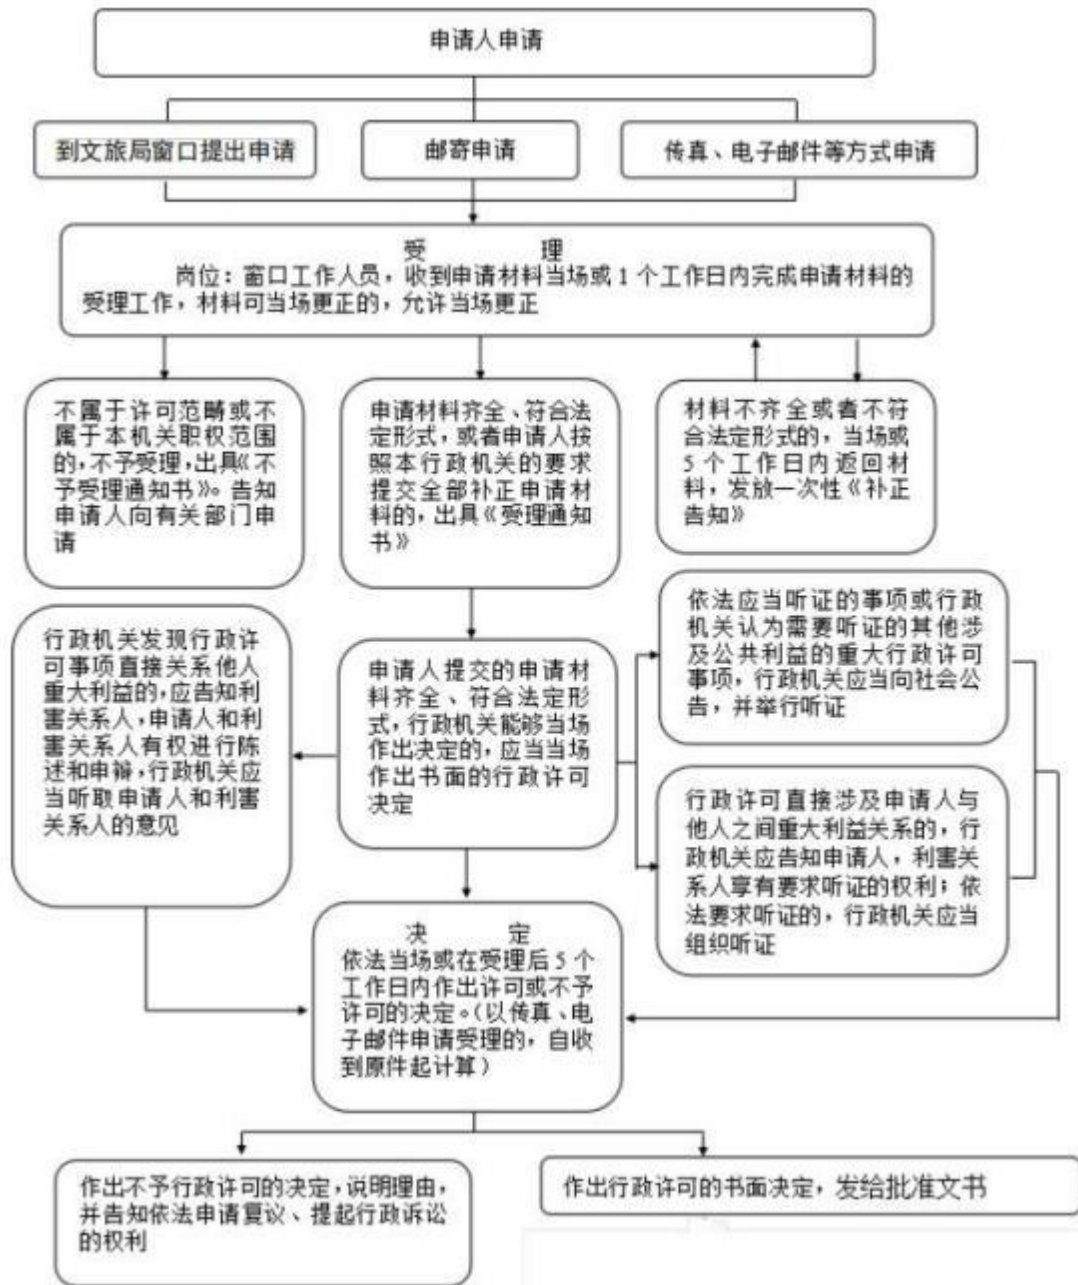 申请人申请
到文旅局窗口提出申请
邮寄申请
传真、电子邮件等方式申请
受 理
岗位：窗口工作人员，收到申请材料当场或1个工作日内完成申请材料的
受理工作，材料可当场更正的，允许当场更正
不属于许可范畴或不
属于本机关职权范围
的，不予受理，出具《不
予受理通知书》。告知
申请人向有关部门申
请
申请材料齐全、符合法
定形式，或者申请人按
照本行政机关的要求
提交全部补正申请材
料的，出具《受理通知
书》
材料不齐全或者不符
合法定形式的，当场或
5个工作日内返回材
料，发放一次性《补正
告知》
行政机关发现行政许
可事项直接关系他人
重大利益的，应告知利
害关系人，申请人和利
害关系人有权进行陈
述和申辩，行政机关应
当听取申请人和利害
关系人的意见
申请人提交的申请材
料齐全、符合法定形
式，行政机关能够当场
作出决定的，应当当场
作出书面的行政许可
决定
依法应当听证的事项或行政
机关认为需要听证的其他涉
及公共利益的重大行政许可
事项，行政机关应当向社会公
告，并举行听证
行政许可直接涉及申请人与
他人之间重大利益关系的，行
政机关应告知申请人，利害关
系人享有要求听证的权利；依
法要求听证的，行政机关应当
组织听证
决 定
依法当场或在受理后5个
工作日内作出许可或不予
许可的决定。（以传真、电
子邮件申请受理的，自收
到原件起计算）
作出不予行政许可的决定，说明理由，
并告知依法申请复议、提起行政诉讼
的权利
作出行政许可的书面决定，发给批准文书